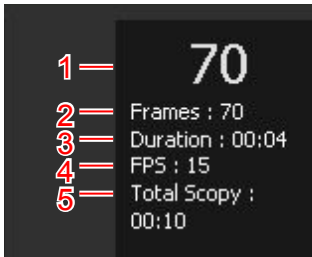 1 70
2 Frames : 70
3 Duration : 00:04
4 FPS : 15
5 Total Scopy :
00:10